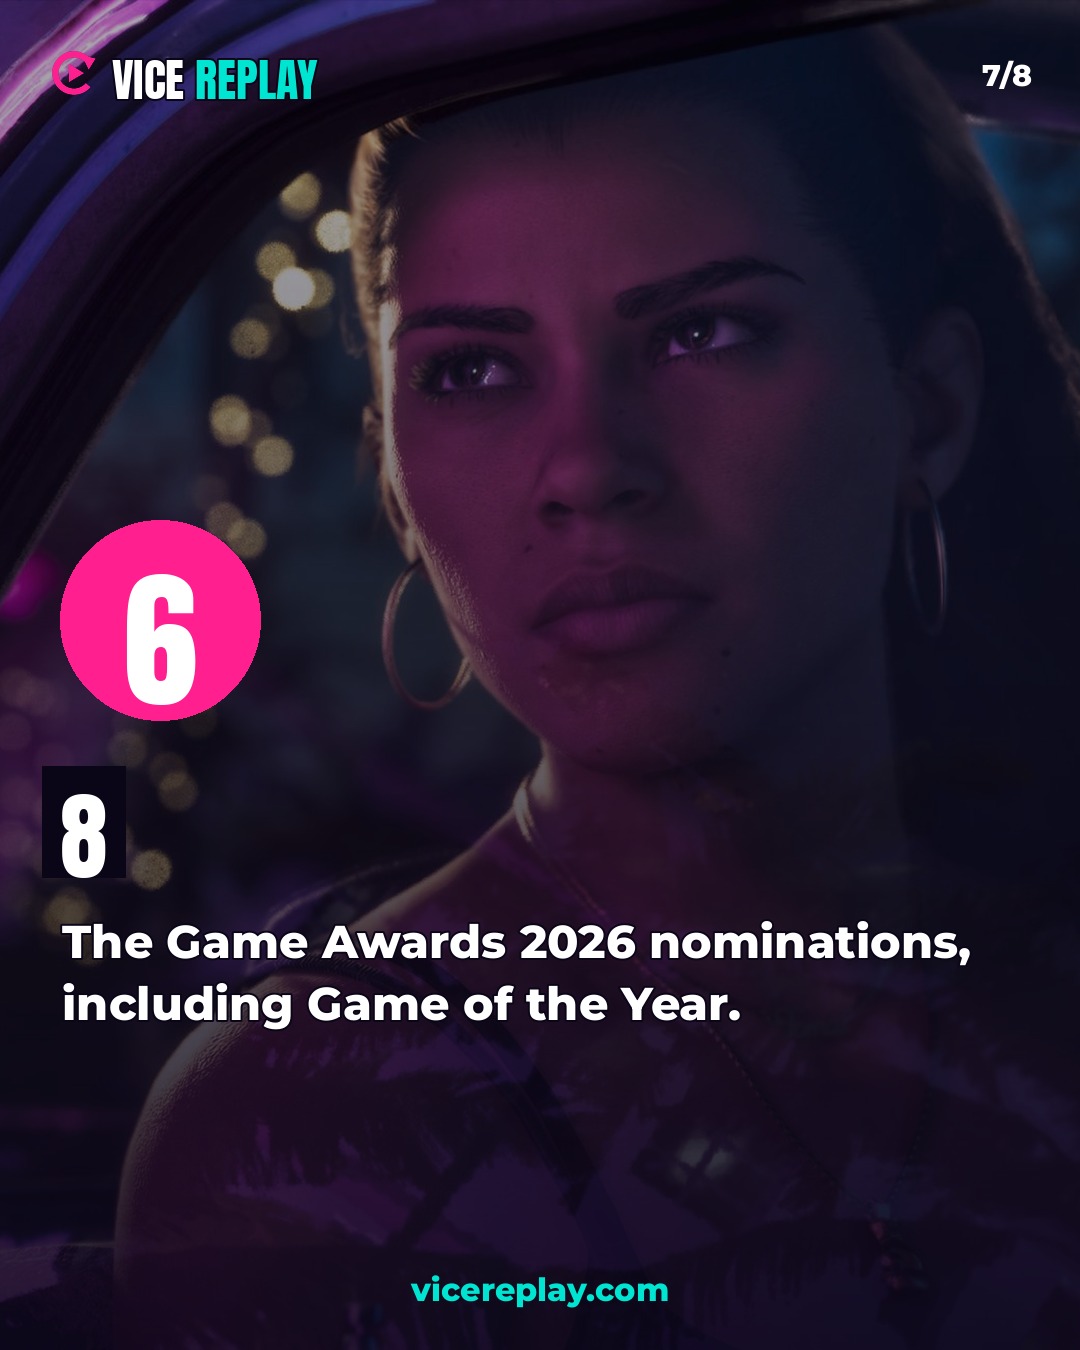 VICE REPLAY
7/8
6
8
The Game Awards 2026 nominations,
including Game of the Year.
vicereplay.com